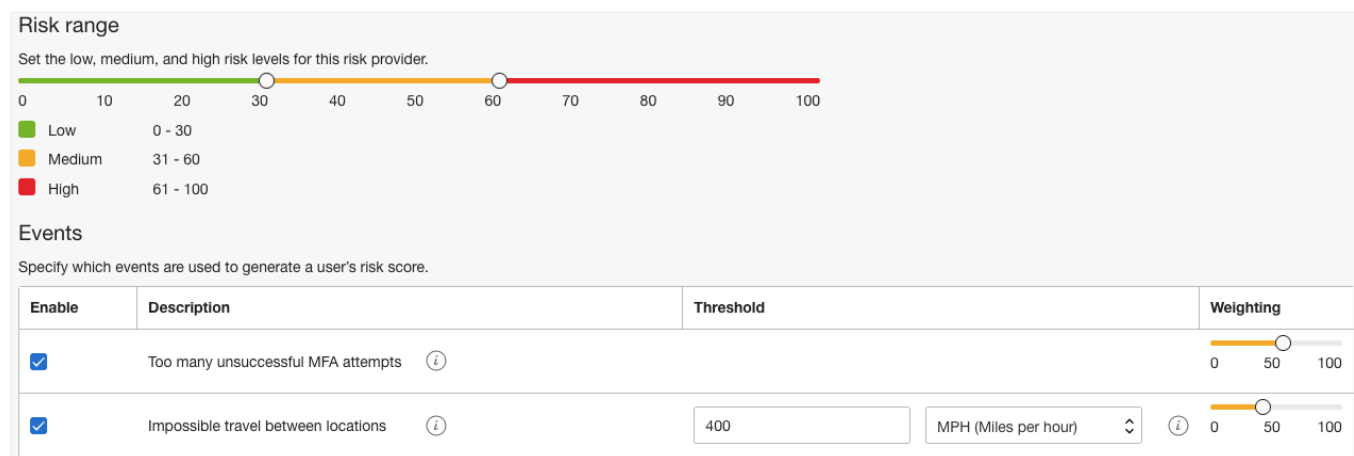 Risk range
Set the low, medium, and high risk levels for this risk provider.
0 10 20 30 40 50 60 70 80 90 100
Low 0 - 30
Medium 31 - 60
High 61 - 100
Events
Specify which events are used to generate a user's risk score.
Enable Description Threshold Weighting
Too many unsuccessful MFA attempts i 0 50 100
Impossible travel between locations i 400 MPH (Miles per hour) i 0 50 100